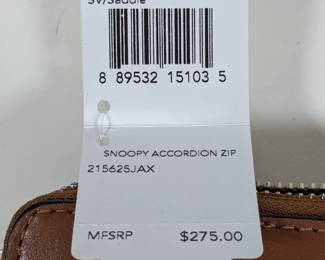 SV/Saddle
8 89532 15103 5
SNOOPY ACCORDION ZIP
215625JAX
MFSRP $275.00